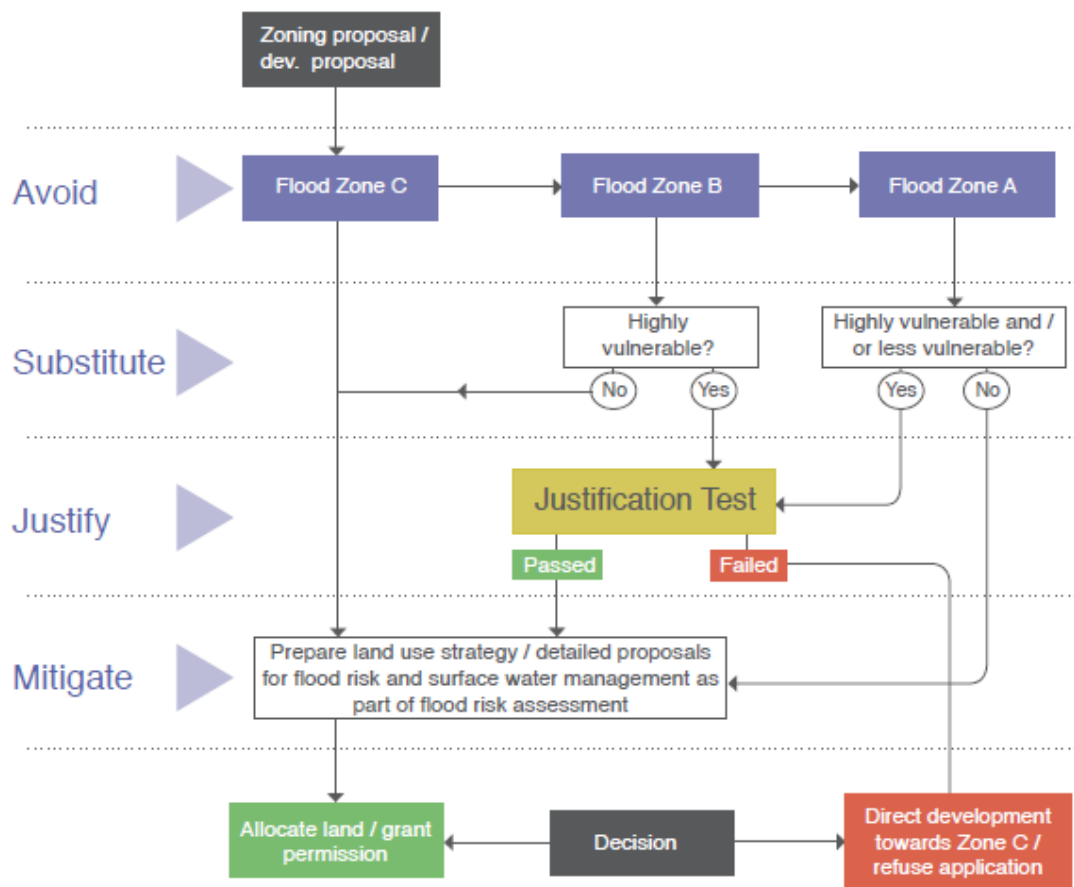 Zoning proposal /
dev. proposal
Avoid
Flood Zone C
Flood Zone B
Flood Zone A
Substitute
Highly
vulnerable?
Highly vulnerable and /
or less vulnerable?
No
Yes
Yes
No
Justify
Justification Test
Passed
Failed
Mitigate
Prepare land use strategy / detailed proposals
for flood risk and surface water management as
part of flood risk assessment
Allocate land / grant
permission
Decision
Direct development
towards Zone C /
refuse application